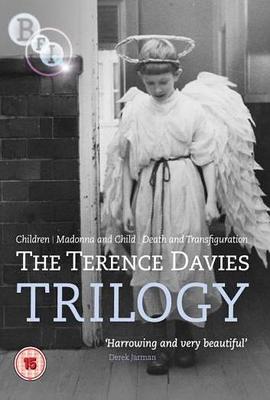 BFI
Children | Madonna and Child | Death and Transfiguration
THE TERENCE DAVIES
TRILOGY
'Harrowing and very beautiful'
Derek Jarman
15